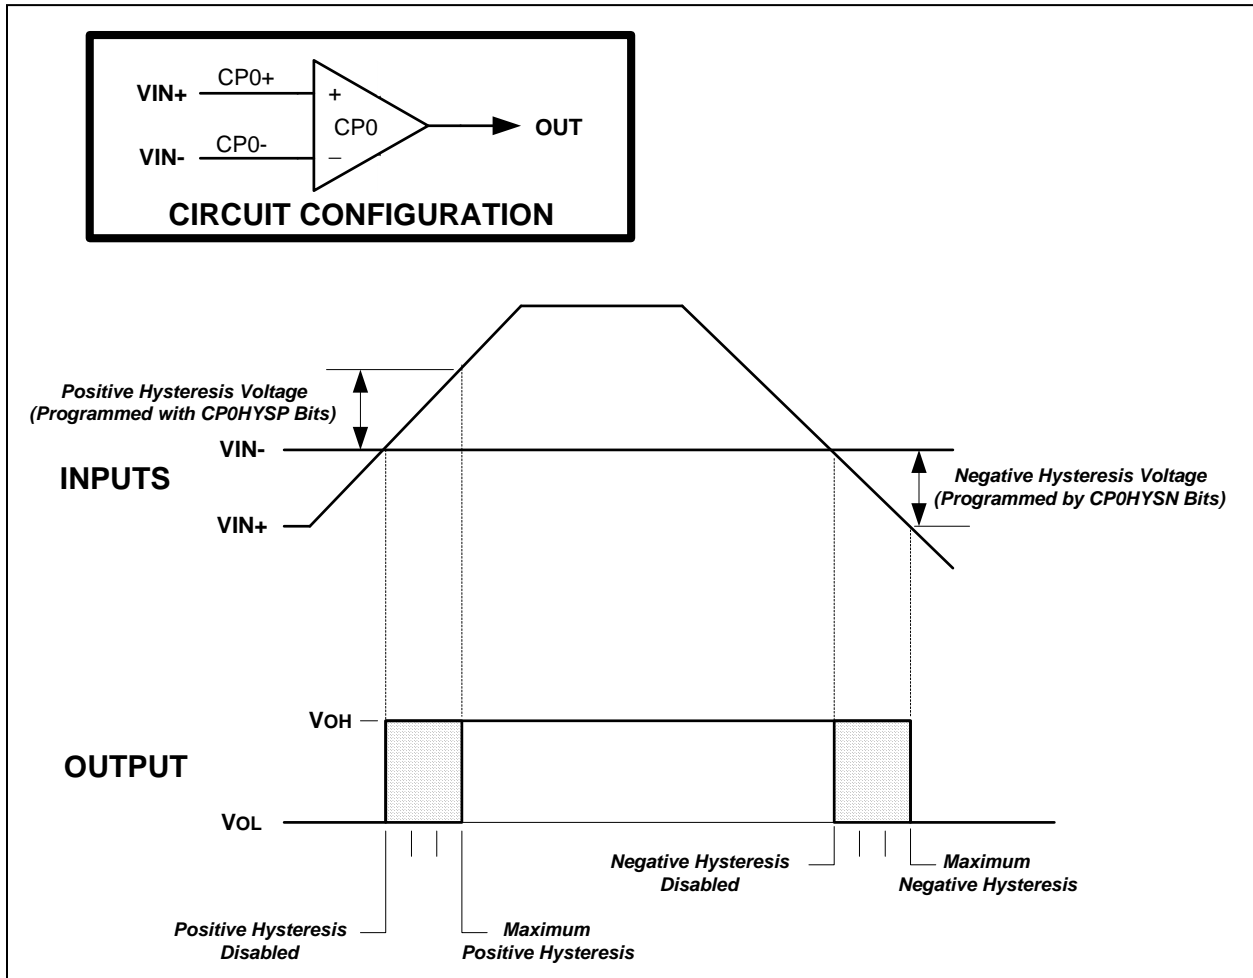 VIN+
CP0+
+
CP0
OUT
VIN-
CP0-
−
CIRCUIT CONFIGURATION
Positive Hysteresis Voltage
(Programmed with CP0HYSP Bits)
VIN-
INPUTS
VIN+
Negative Hysteresis Voltage
(Programmed by CP0HYSN Bits)
VOH
OUTPUT
VOL
Negative Hysteresis
Disabled
Maximum
Negative Hysteresis
Positive Hysteresis
Disabled
Maximum
Positive Hysteresis